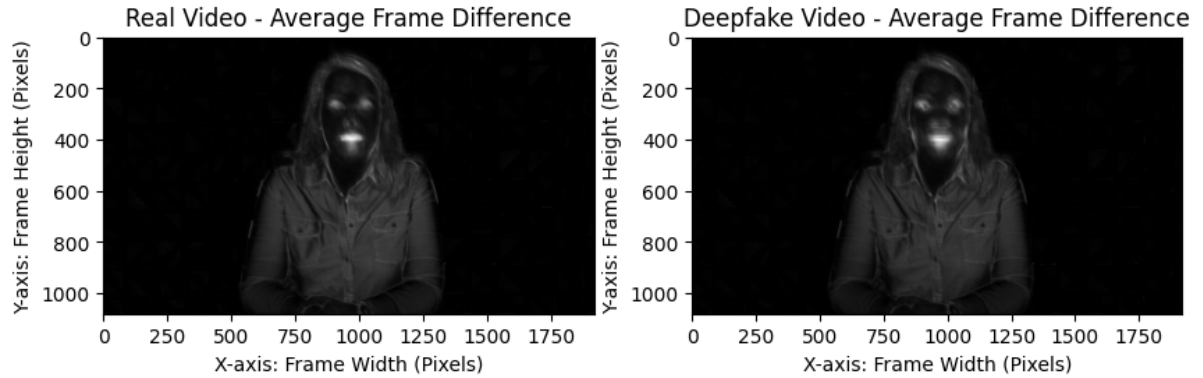 Real Video - Average Frame Difference
Y-axis: Frame Height (Pixels)
0
200
400
600
800
1000
0 250 500 750 1000 1250 1500 1750
X-axis: Frame Width (Pixels)
Deepfake Video - Average Frame Difference
Y-axis: Frame Height (Pixels)
0
200
400
600
800
1000
0 250 500 750 1000 1250 1500 1750
X-axis: Frame Width (Pixels)